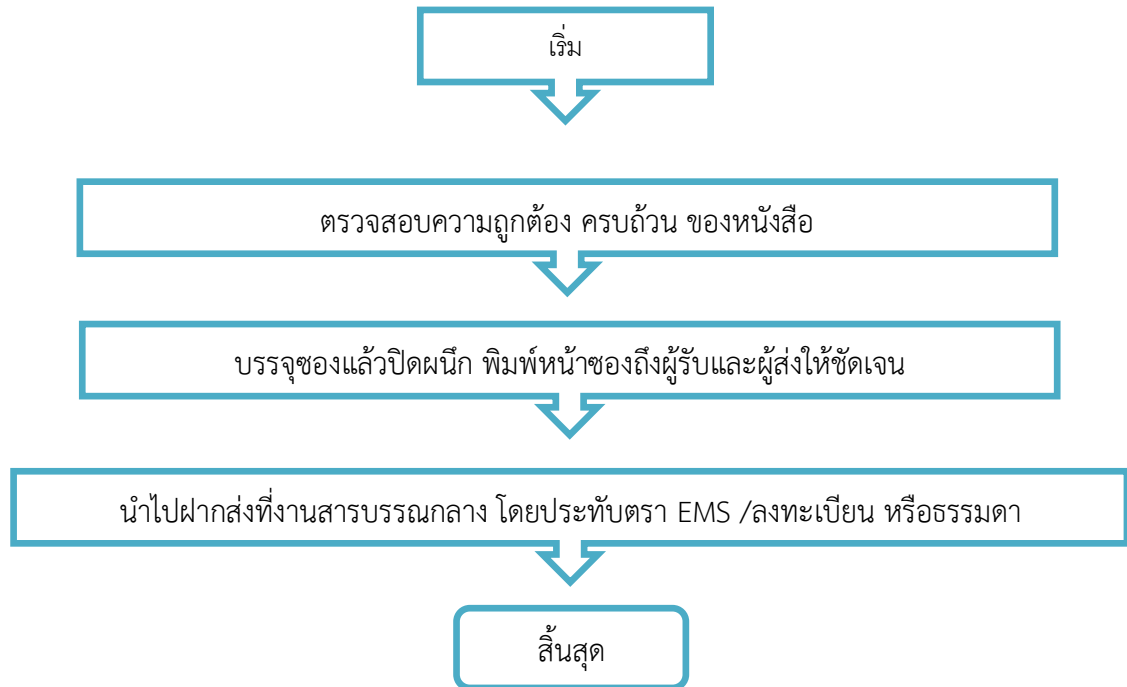 เริ่ม
ตรวจสอบความถูกต้อง ครบถ้วน ของหนังสือ
บรรจุซองแล้วปิดผนึก พิมพ์หน้าซองถึงผู้รับและผู้ส่งให้ชัดเจน
นำไปฝากส่งที่งานสารบรรณกลาง โดยประทับตรา EMS /ลงทะเบียน หรือธรรมดา
สิ้นสุด